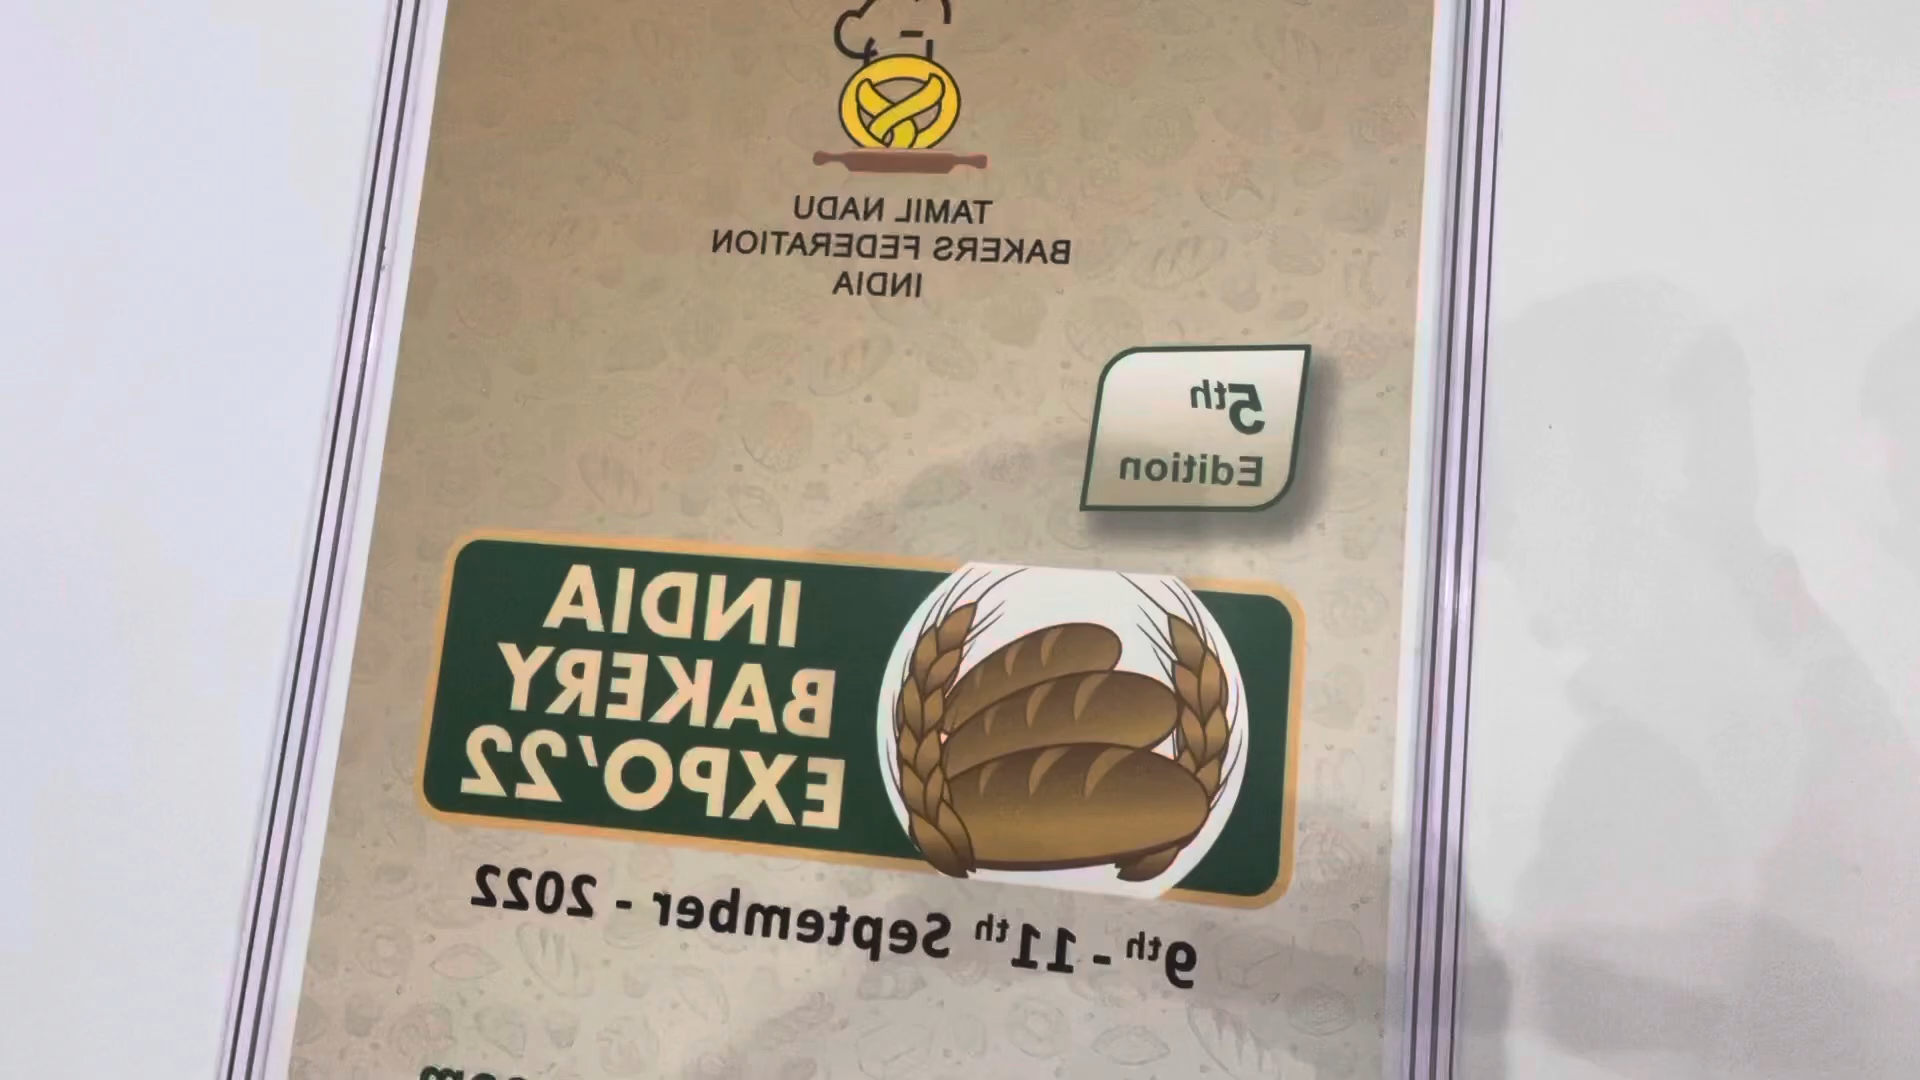 TAMIL NADU
BAKERS FEDERATION
INDIA
5th
Edition
INDIA
BAKERY
EXPO'22
9th - 11th September - 2022